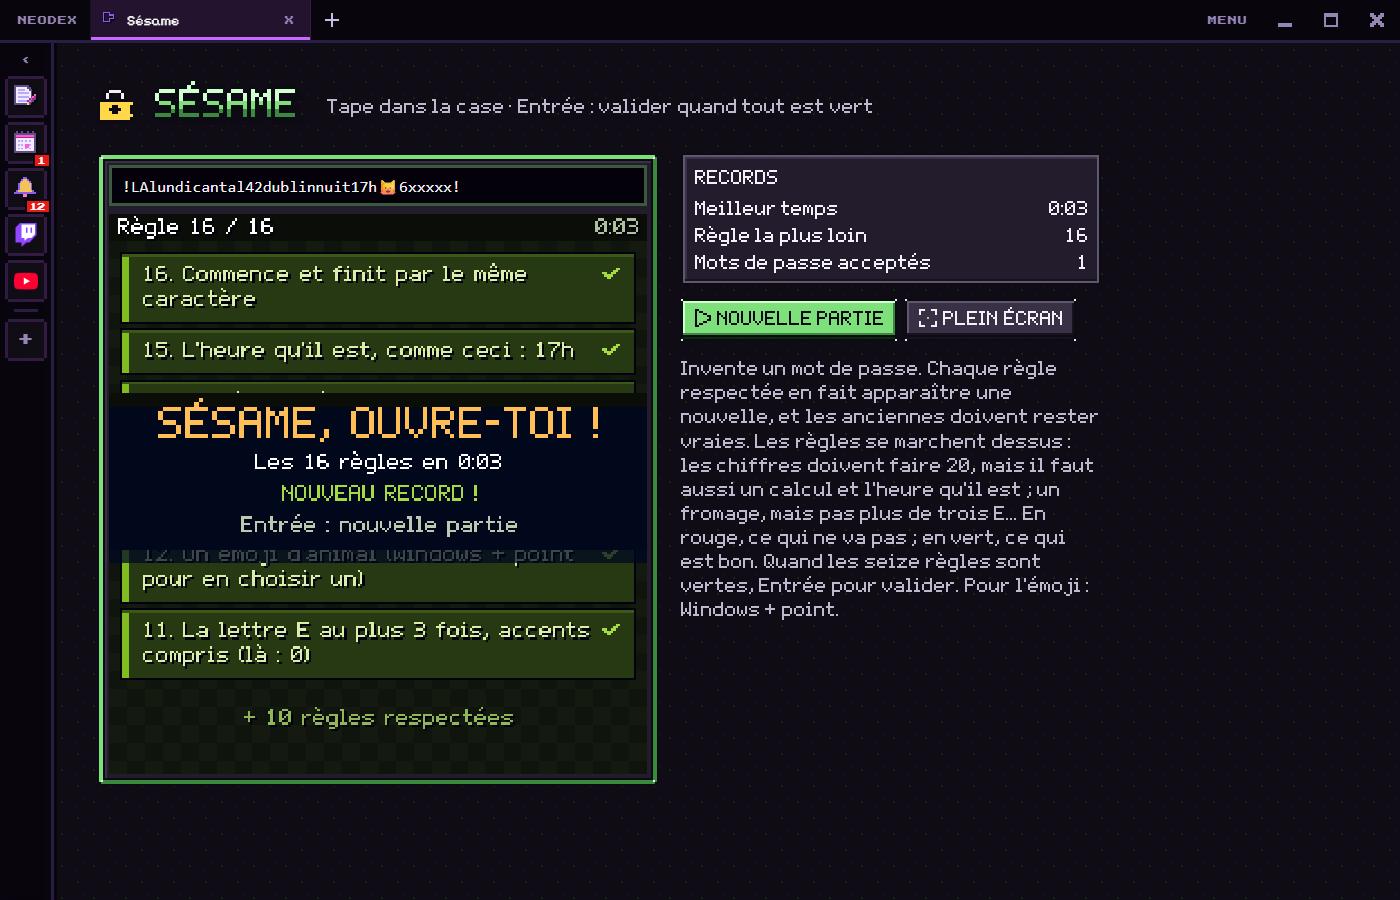 NEODEX
Sésame
MENU
1
12
SÉSAME
Tape dans la case · Entrée : valider quand tout est vert
!LAlundicantal42dublinnuit17h🐱6xxxxx!
Règle 16 / 16
0:03
16. Commence et finit par le même
caractère
15. L'heure qu'il est, comme ceci : 17h
SÉSAME, OUVRE-TOI !
Les 16 règles en 0:03
NOUVEAU RECORD !
Entrée : nouvelle partie
12. Un émoji d'animal (Windows + point
pour en choisir un)
11. La lettre E au plus 3 fois, accents
compris (là : 0)
+ 10 règles respectées
RECORDS
Meilleur temps 0:03
Règle la plus loin 16
Mots de passe acceptés 1
NOUVELLE PARTIE
PLEIN ÉCRAN
Invente un mot de passe. Chaque règle
respectée en fait apparaître une
nouvelle, et les anciennes doivent rester
vraies. Les règles se marchent dessus :
les chiffres doivent faire 20, mais il faut
aussi un calcul et l'heure qu'il est ; un
fromage, mais pas plus de trois E... En
rouge, ce qui ne va pas ; en vert, ce qui
est bon. Quand les seize règles sont
vertes, Entrée pour valider. Pour l'émoji :
Windows + point.